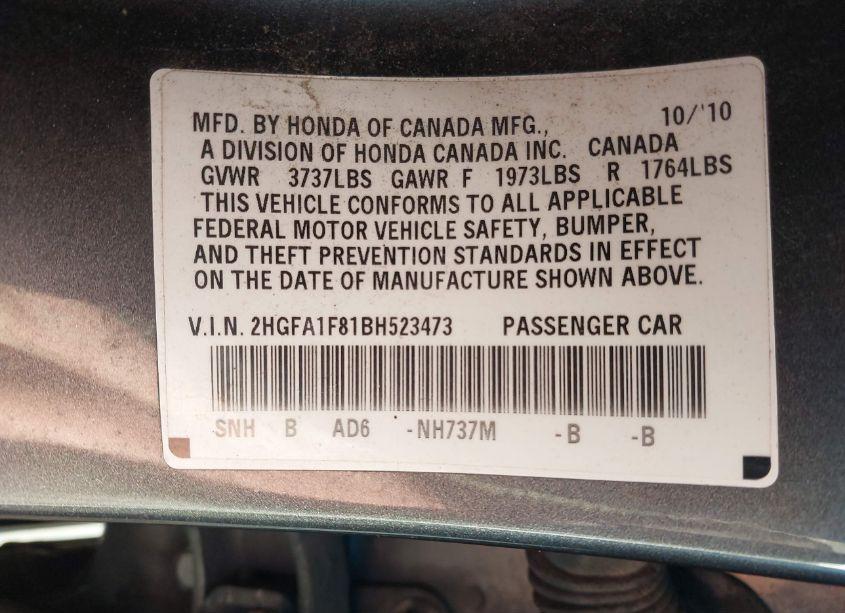 MFD. BY HONDA OF CANADA MFG., 10/'10
A DIVISION OF HONDA CANADA INC. CANADA
GVWR 3737LBS GAWR F 1973LBS R 1764LBS
THIS VEHICLE CONFORMS TO ALL APPLICABLE
FEDERAL MOTOR VEHICLE SAFETY, BUMPER,
AND THEFT PREVENTION STANDARDS IN EFFECT
ON THE DATE OF MANUFACTURE SHOWN ABOVE.
V.I.N. 2HGFA1F81BH523473 PASSENGER CAR
SNH B AD6 -NH737M -B -B